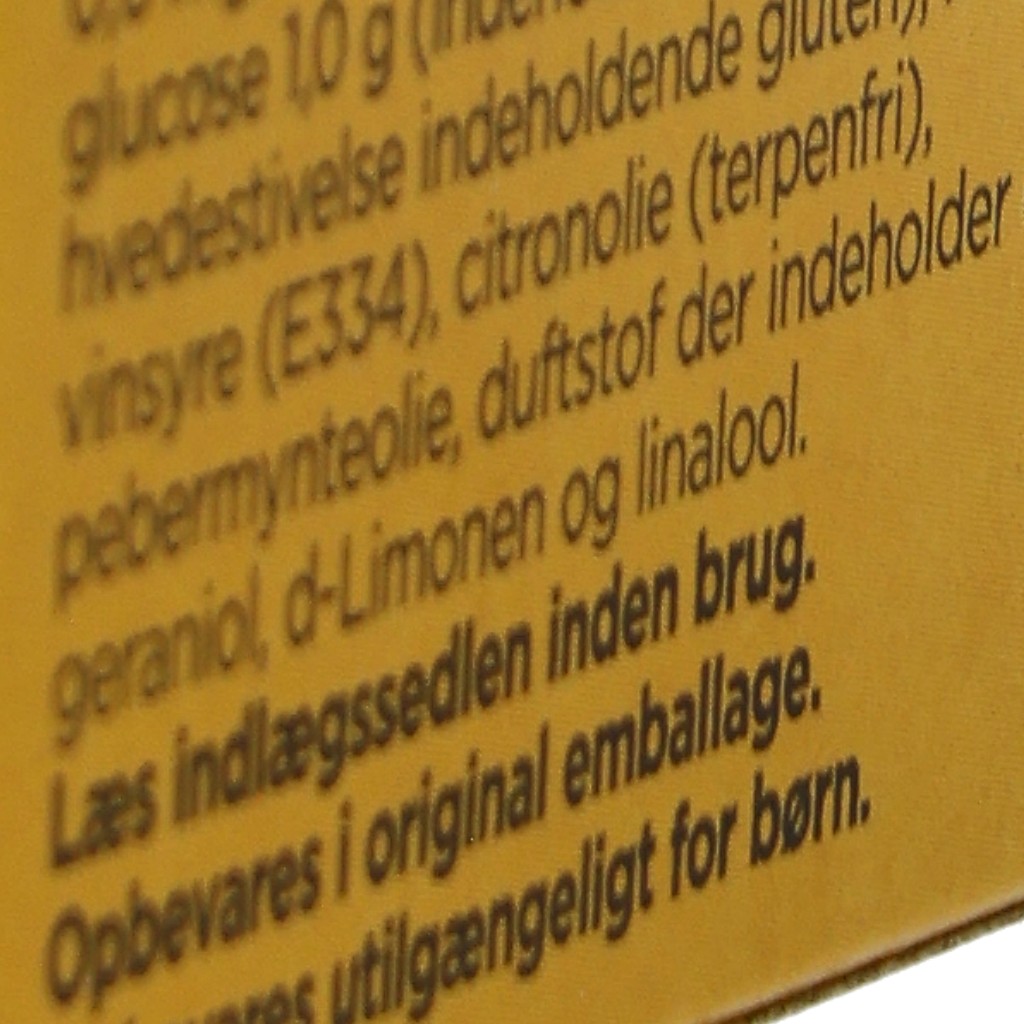 glucose 1,0 g
hvedestivelse indeholdende gluten),
vinsyre (E334), citronolie (terpenfri),
pebermynteolie, duftstof der indeholder
geraniol, d-Limonen og linalool.
Læs indlægssedlen inden brug.
Opbevares i original emballage.
utilgængeligt for børn.